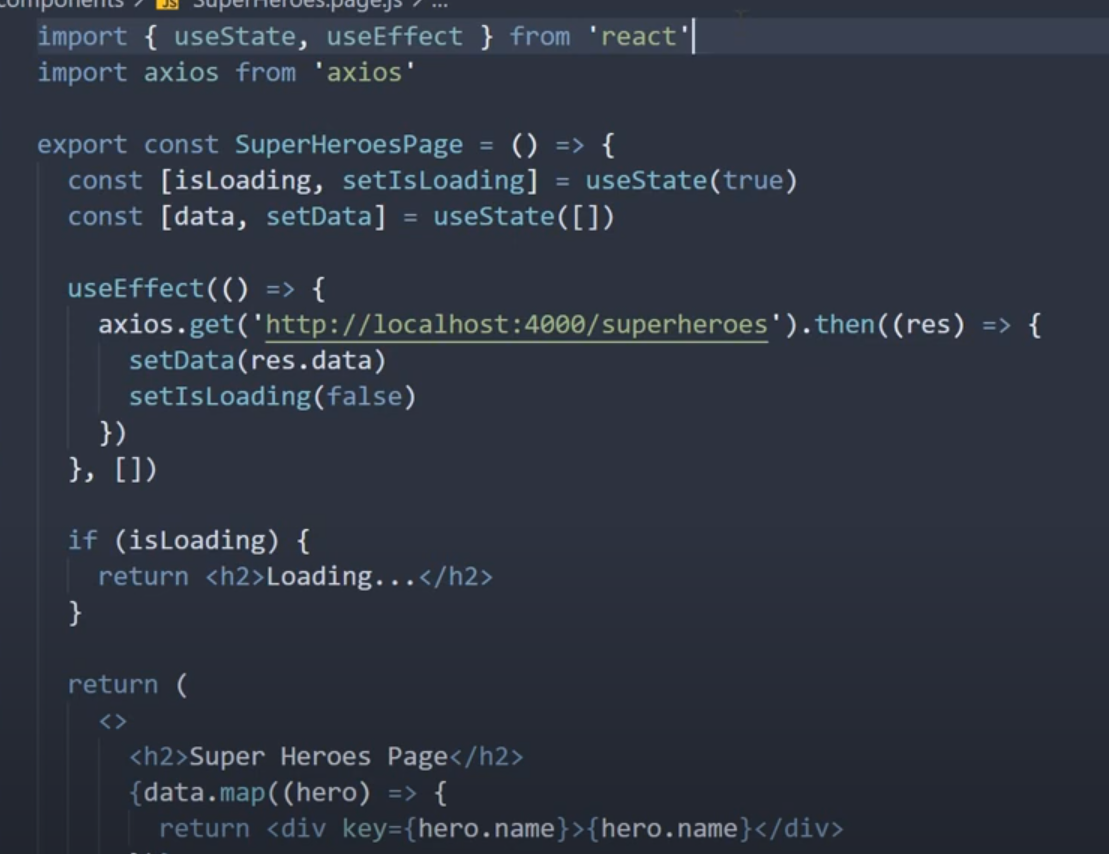 components > JS SuperHeroes.page.js > ...
import { useState, useEffect } from 'react'
import axios from 'axios'
export const SuperHeroesPage = () => {
const [isLoading, setIsLoading] = useState(true)
const [data, setData] = useState([])
useEffect(() => {
axios.get('http://localhost:4000/superheroes').then((res) => {
setData(res.data)
setIsLoading(false)
})
}, [])
if (isLoading) {
return <h2>Loading...</h2>
}
return (
<>
<h2>Super Heroes Page</h2>
{data.map((hero) => {
return <div key={hero.name}>{hero.name}</div>